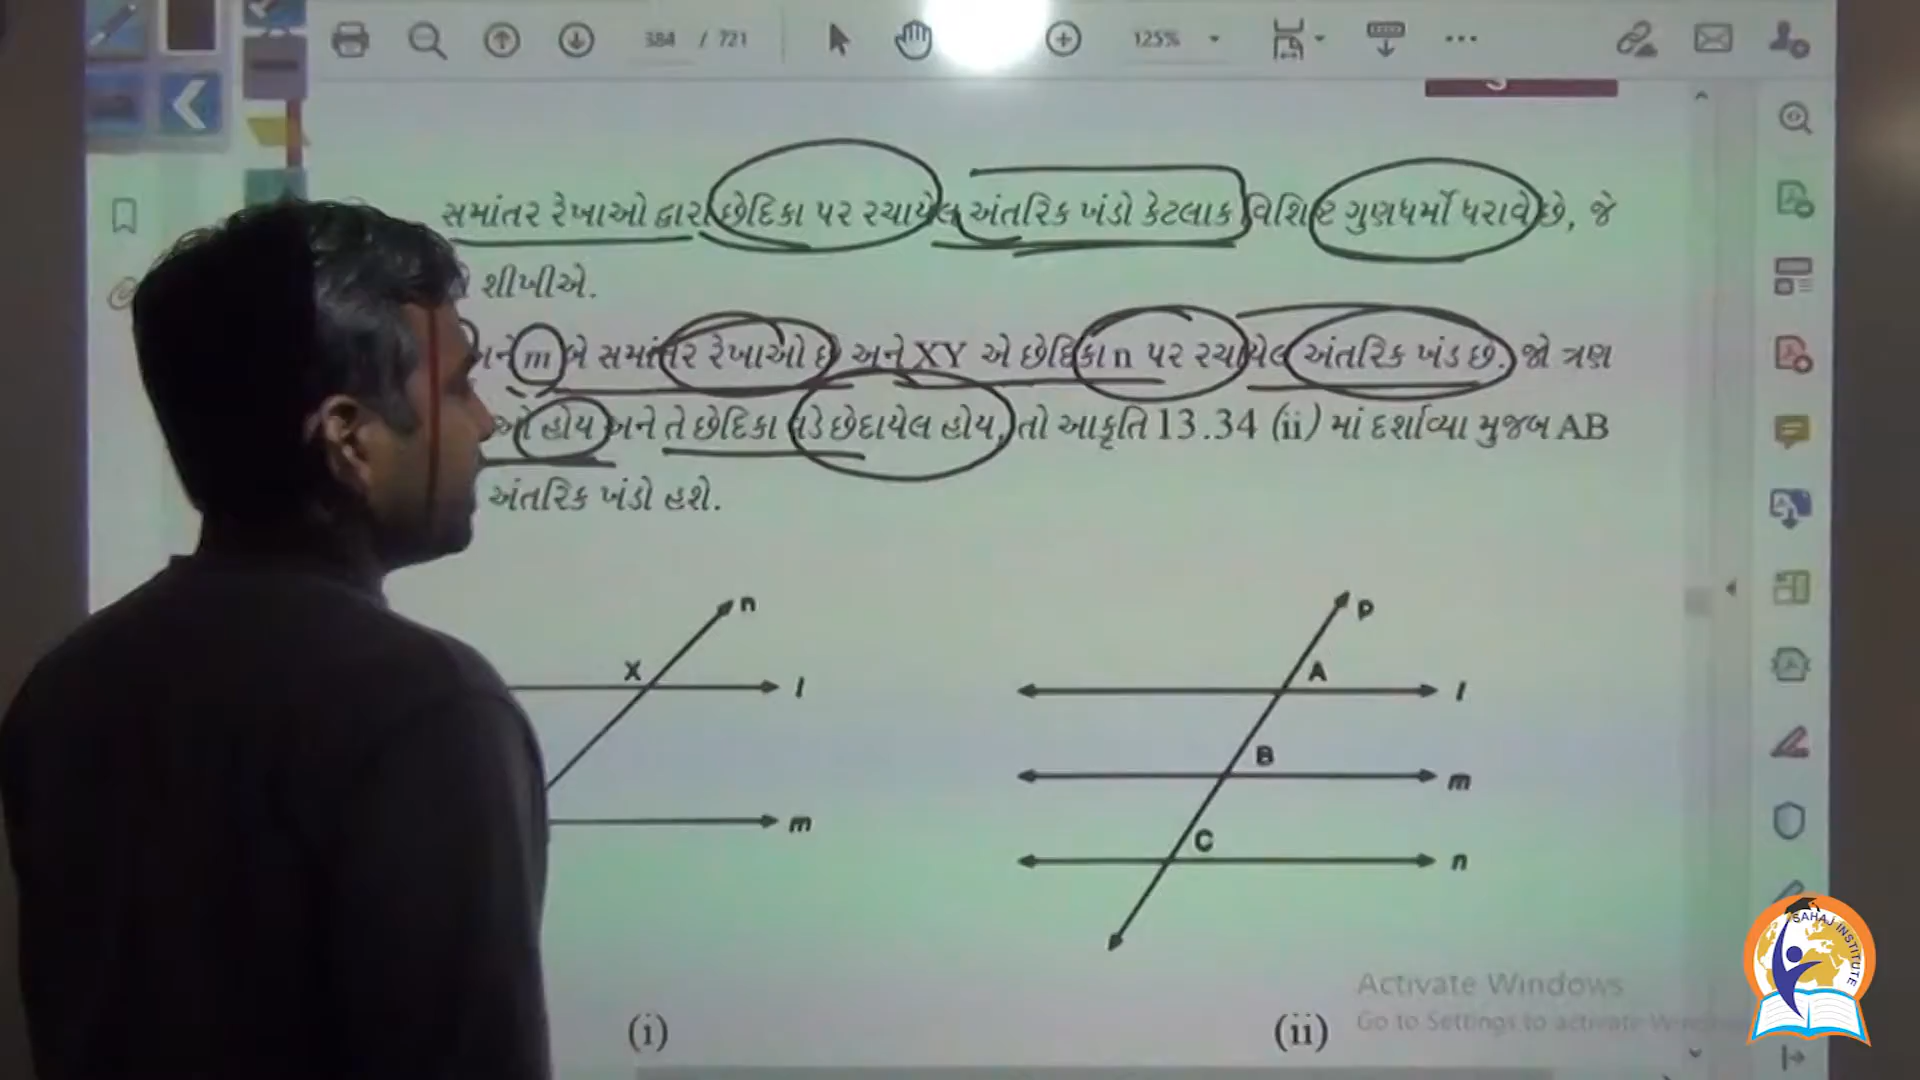 384 / 721
125%
સમાંતર રેખાઓ દ્વારા છેદિકા પર રચાયેલ અંતરિક ખંડો કેટલાક વિશિષ્ટ ગુણધર્મો ધરાવે છે, જે
શીખીએ.
અને m બે સમાંતર રેખાઓ છે અને XY એ છેદિકા n પર રચાયેલ અંતરિક ખંડ છે. જો ત્રણ
હોય અને તે છેદિકા વડે છેદાયેલ હોય, તો આકૃતિ 13.34 (ii) માં દર્શાવ્યા મુજબ AB
અંતરિક ખંડો હશે.
n
X
l
m
(i)
p
A
l
B
m
C
n
(ii)
Activate Windows
Go to Settings to activate
SAHAJ INSTITUTE